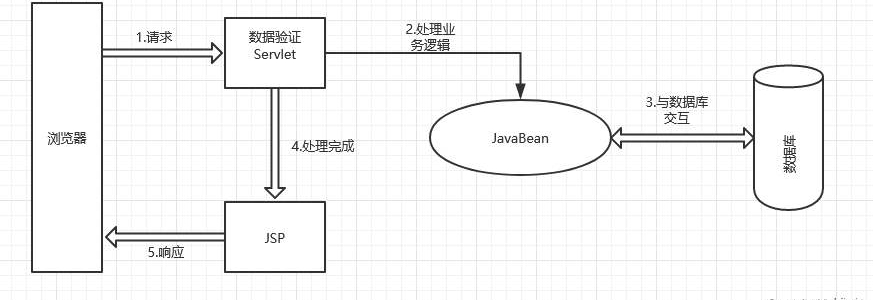 浏览器
1.请求
数据验证
Servlet
2.处理业
务逻辑
JavaBean
3.与数据库
交互
数据库
4.处理完成
JSP
5.响应